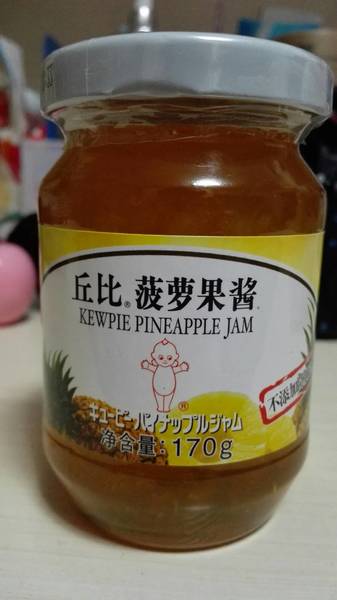 丘比® 菠萝果酱
KEWPIE PINEAPPLE JAM
不添加
®
キューピー パイナップルジャム
净含量: 170g